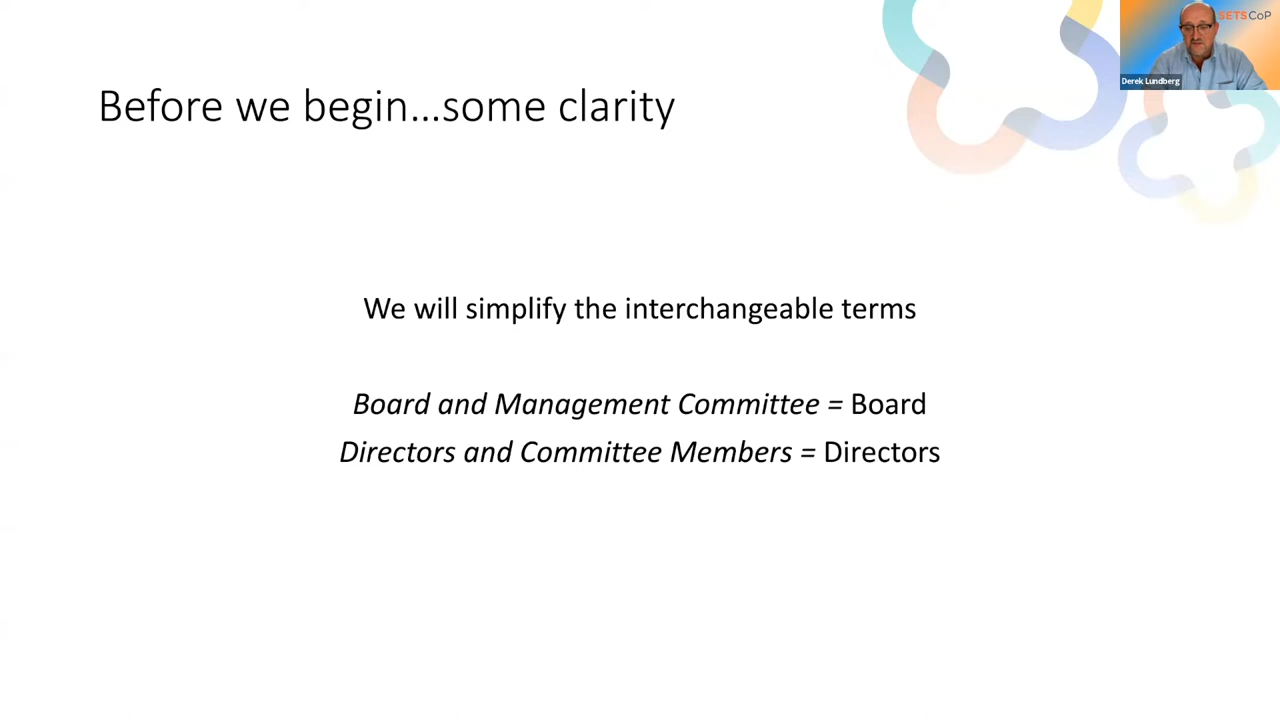 SETSCoP
Derek Lundberg
Before we begin...some clarity
We will simplify the interchangeable terms
Board and Management Committee = Board
Directors and Committee Members = Directors